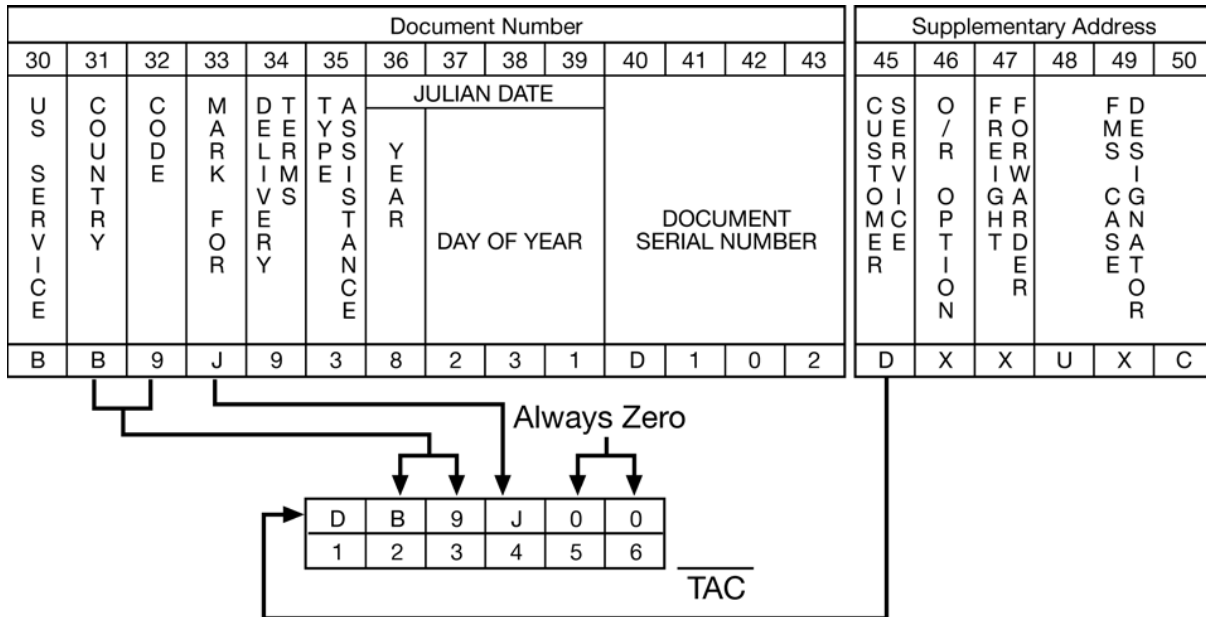 Document Number
Supplementary Address
30 31 32 33 34 35 36 37 38 39 40 41 42 43
45 46 47 48 49 50
US SERVICE
COUNTRY
CODE
MARK FOR
DELIVERY
TERMS
TYPE
ASSISTANCE
JULIAN DATE
YEAR
DAY OF YEAR
DOCUMENT
SERIAL NUMBER
CUSTOMER
SERVICE
O/R OPTION
FREIGHT
FORWARDER
FMS CASE
DESIGNATOR
B B 9 J 9 3 8 2 3 1 D 1 0 2
D X X U X C
Always Zero
D B 9 J 0 0
1 2 3 4 5 6
TAC